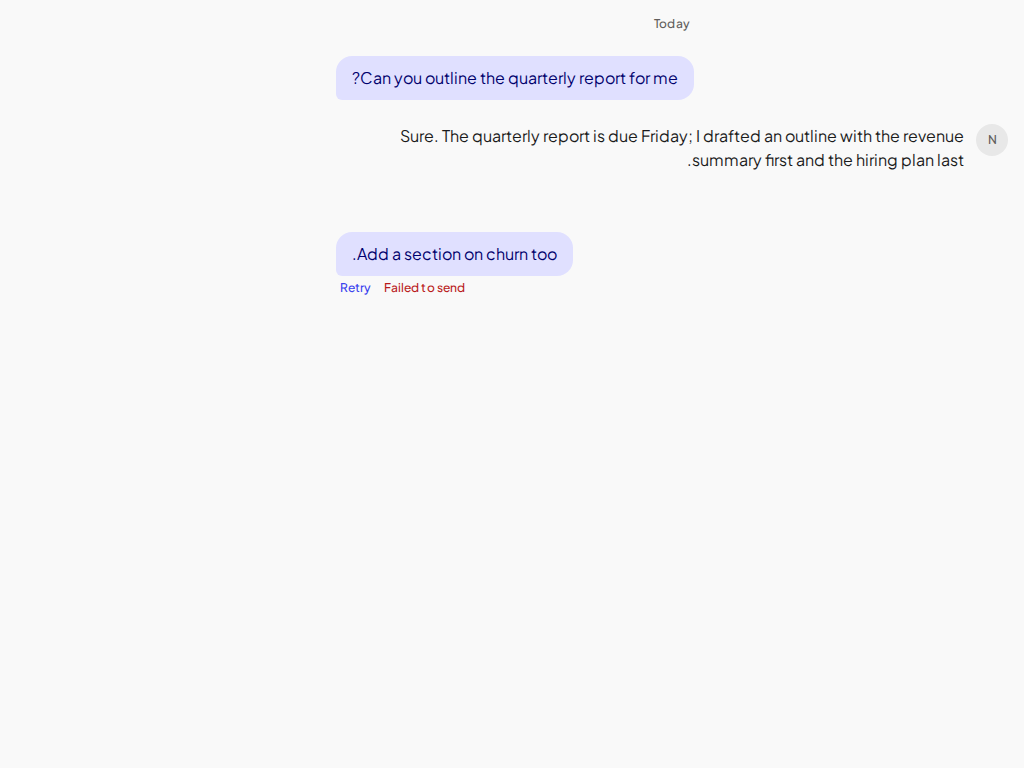 Today
?Can you outline the quarterly report for me
N
Sure. The quarterly report is due Friday; I drafted an outline with the revenue
.summary first and the hiring plan last
.Add a section on churn too
Retry Failed to send